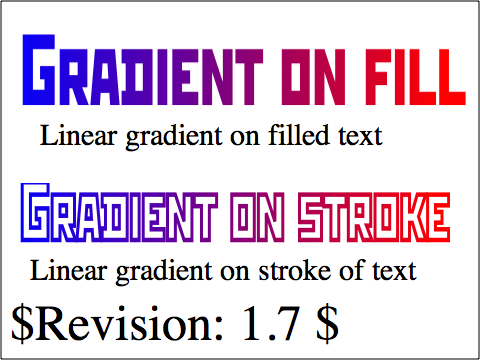 Gradient on fill
Linear gradient on filled text
Gradient on stroke
Linear gradient on stroke of text
$Revision: 1.7 $